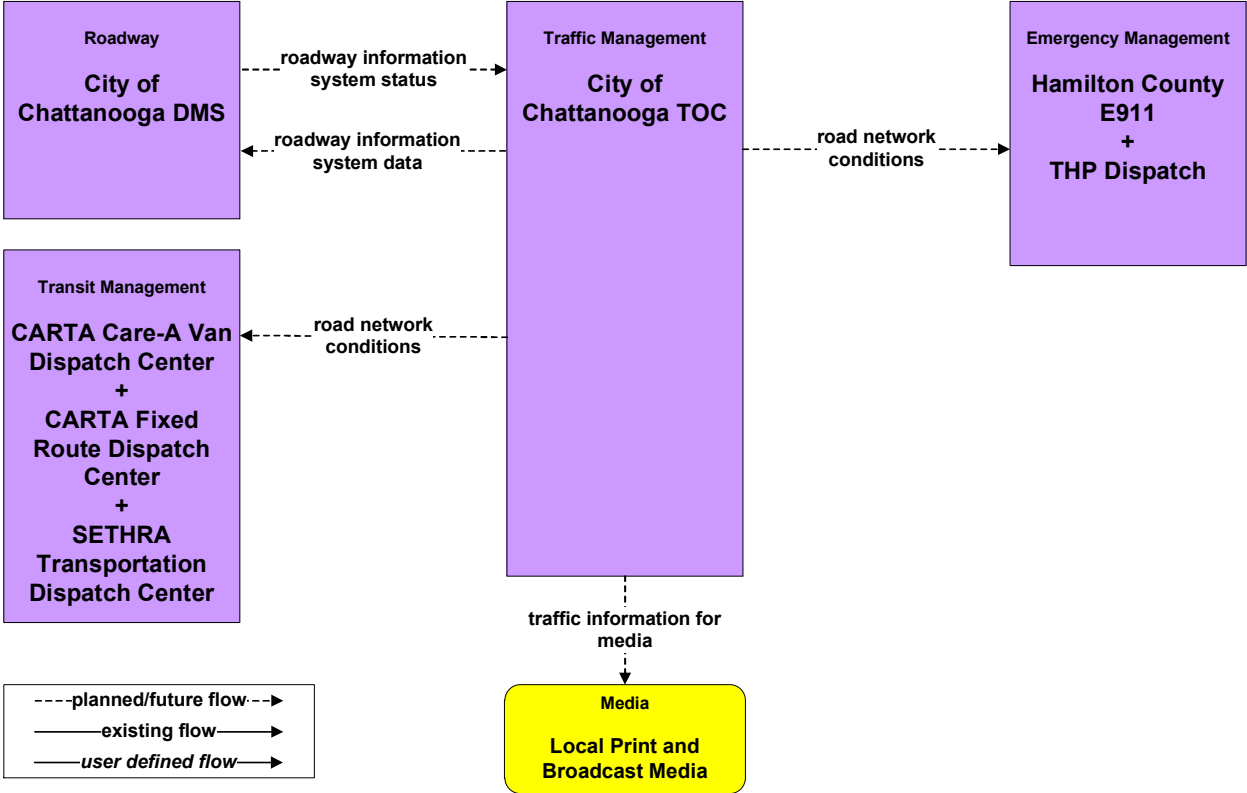 Roadway
City of
Chattanooga DMS
roadway information
system status
roadway information
system data
Traffic Management
City of
Chattanooga TOC
road network
conditions
Emergency Management
Hamilton County
E911
+
THP Dispatch
Transit Management
CARTA Care-A Van
Dispatch Center
+
CARTA Fixed
Route Dispatch
Center
+
SETHRA
Transportation
Dispatch Center
road network
conditions
traffic information for
media
Media
Local Print and
Broadcast Media
planned/future flow
existing flow
user defined flow